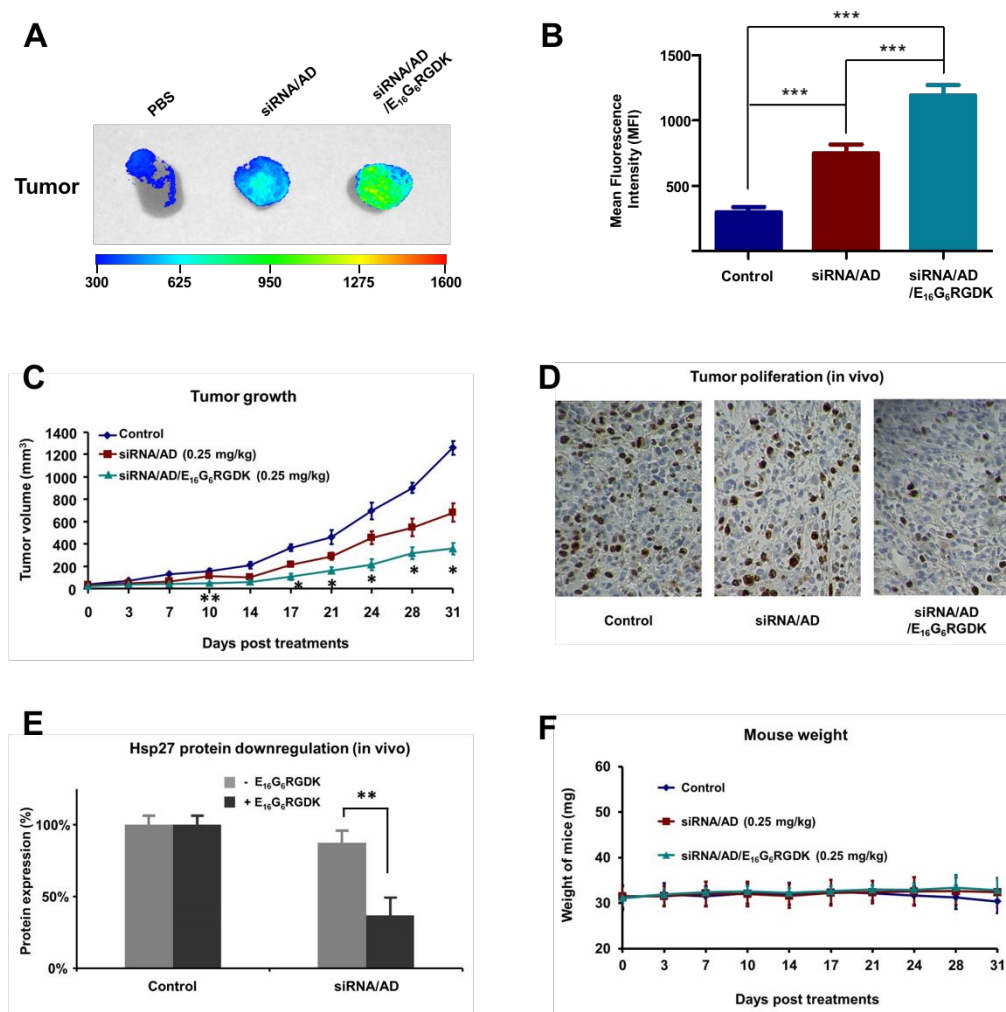 A
PBS
siRNA/AD
siRNA/AD
/E₁₆G₆RGDK
Tumor
300 625 950 1275 1600
B
Mean Fluorescence
Intensity (MFI)
1500
1000
500
***
***
***
Control
siRNA/AD
siRNA/AD
/E₁₆G₆RGDK
C
Tumor growth
Tumor volume (mm³)
1400
1200
1000
800
600
400
200
0
Control
siRNA/AD (0.25 mg/kg)
siRNA/AD/E₁₆G₆RGDK (0.25 mg/kg)
** * * * * *
0 3 7 10 14 17 21 24 28 31
Days post treatments
D
Tumor poliferation (in vivo)
Control
siRNA/AD
siRNA/AD
/E₁₆G₆RGDK
E
Hsp27 protein downregulation (in vivo)
Protein expression (%)
100%
50%
0%
- E₁₆G₆RGDK
+ E₁₆G₆RGDK
**
Control
siRNA/AD
F
Mouse weight
Weight of mice (mg)
60
50
40
30
20
Control
siRNA/AD (0.25 mg/kg)
siRNA/AD/E₁₆G₆RGDK (0.25 mg/kg)
0 3 7 10 14 17 21 24 28 31
Days post treatments